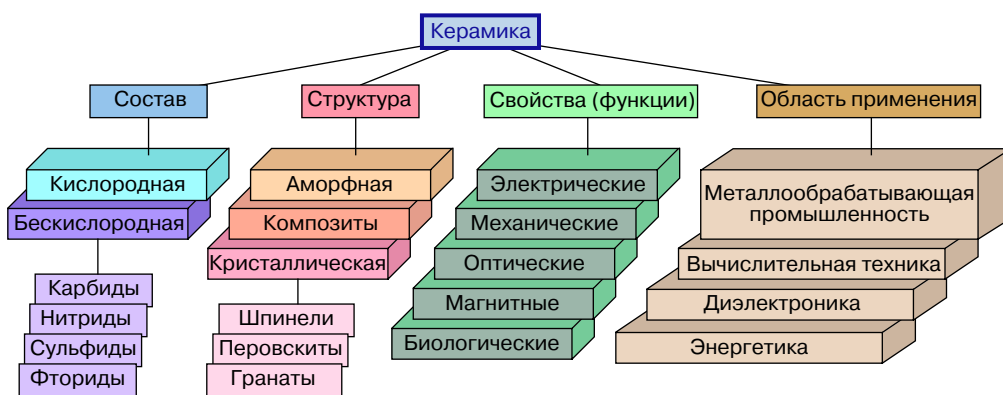 Керамика
Состав
Структура
Свойства (функции)
Область применения
Кислородная
Бескислородная
Карбиды
Нитриды
Сульфиды
Фториды
Аморфная
Композиты
Кристаллическая
Шпинели
Перовскиты
Гранаты
Электрические
Механические
Оптические
Магнитные
Биологические
Металлообрабатывающая
промышленность
Вычислительная техника
Диэлектроника
Энергетика